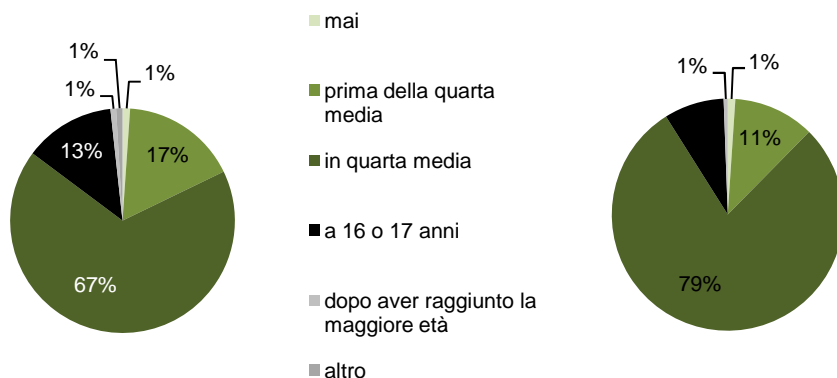 1%
1%
1%
13%
17%
67%
mai
prima della quarta
media
in quarta media
a 16 o 17 anni
dopo aver raggiunto la
maggiore età
altro
1%
1%
11%
79%